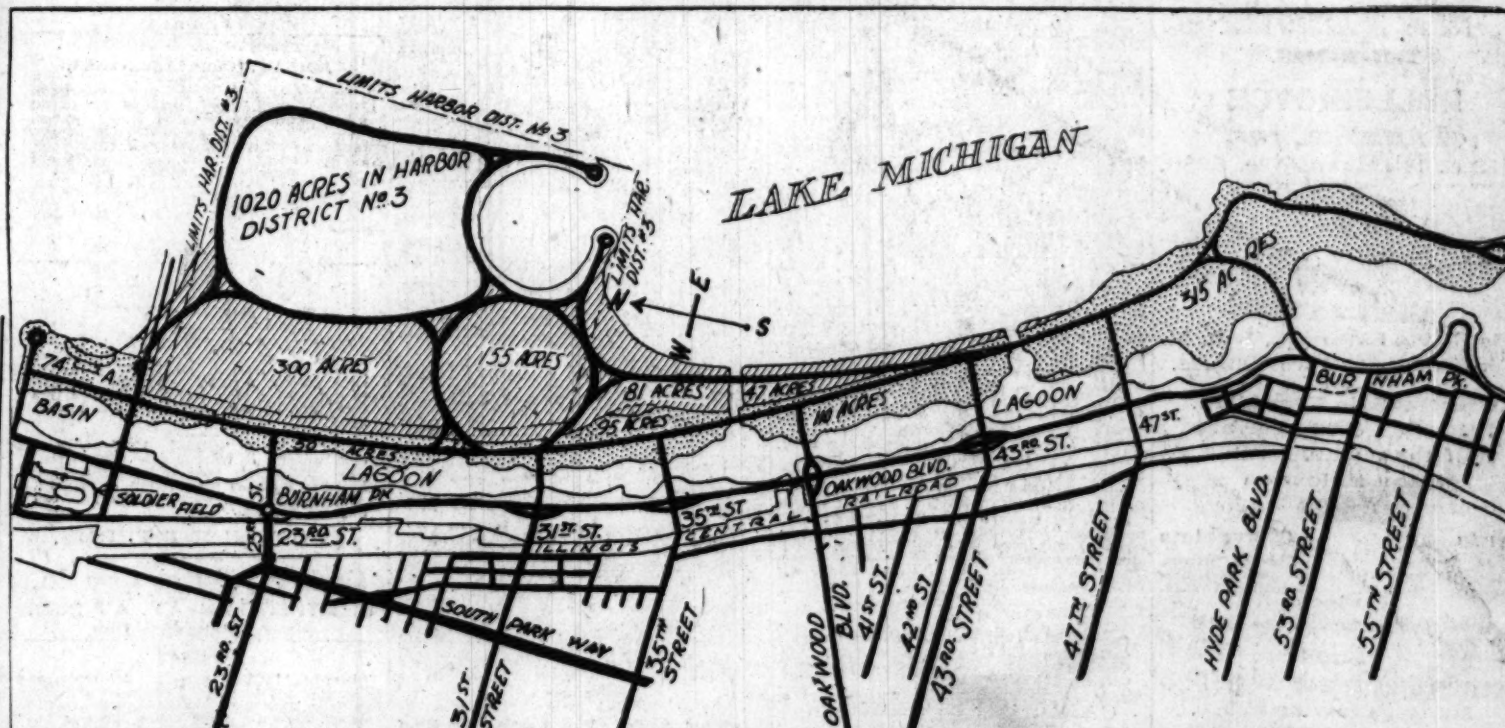 LIMITS HARBOR DIST. No 3
LIMITS HAR. DIST. #3
1020 ACRES IN HARBOR
DISTRICT No. 3
LIMITS HAR.
DIST. #3
LAKE MICHIGAN
N
E
S
W
315 ACRES
74 A.
300 ACRES
155 ACRES
81 ACRES
47 ACRES
95 ACRES
110 ACRES
50 ACRES
BASIN
LAGOON
LAGOON
BURNHAM PK.
SOLDIER FIELD
BURNHAM PK
23RD. ST.
23RD. ST.
31ST. ST.
35TH ST
OAKWOOD BLVD.
43RD. ST.
47 ST.
ILLINOIS CENTRAL RAILROAD
SOUTH PARK WAY
23RD. ST
31ST
STREET
35TH
STREET
OAKWOOD
BLVD.
41ST ST.
42ND ST.
43RD. STREET
47TH STREET
HYDE PARK BLVD.
53RD STREET
55TH STREET